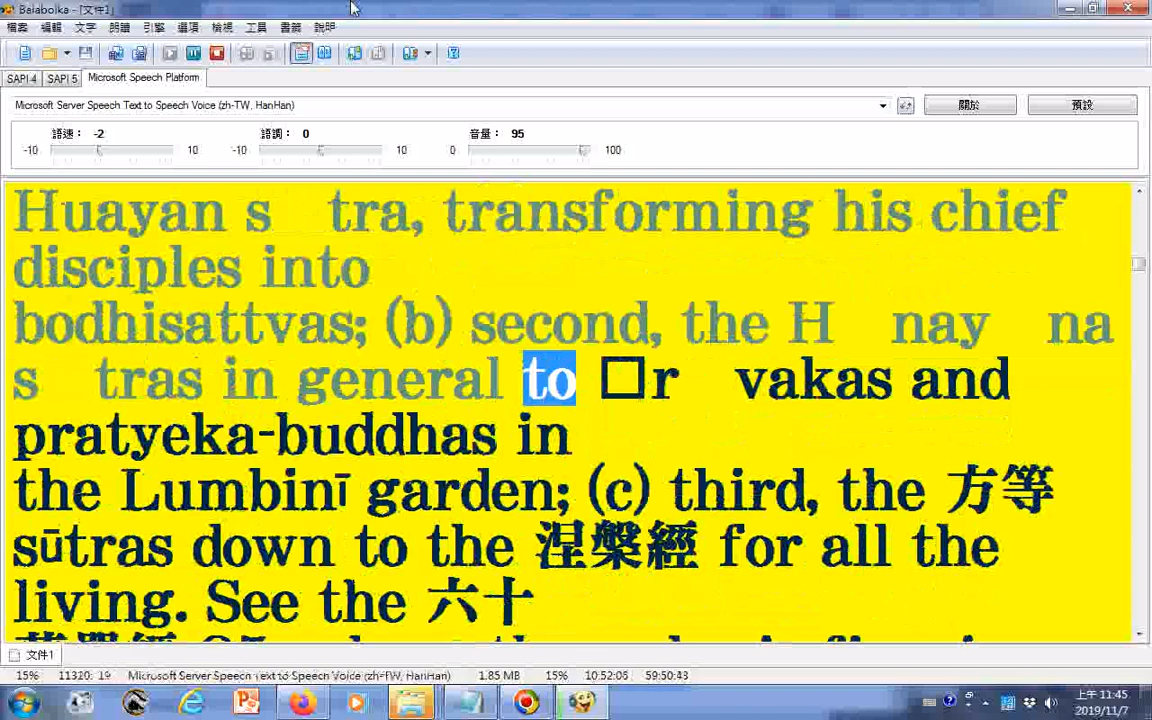 Balabolka - [文件1]
檔案 編輯 文字 朗讀 引擎 選項 檢視 工具 書籤 說明
SAPI 4 SAPI 5 Microsoft Speech Platform
Microsoft Server Speech Text to Speech Voice (zh-TW, HanHan) 關於 預設
語速: -2 語調: 0 音量: 95
-10 10 -10 10 0 100
Huayan s tra, transforming his chief
disciples into
bodhisattvas; (b) second, the H nay na
s tras in general to □r vakas and
pratyeka-buddhas in
the Lumbinī garden; (c) third, the 方等
sūtras down to the 涅槃經 for all the
living. See the 六十
文件1
15% 11320: 19 Microsoft Server Speech Text to Speech Voice (zh-TW, HanHan) 1.85 MB 15% 10:52:06 59:50:43
上午 11:45
2019/11/7